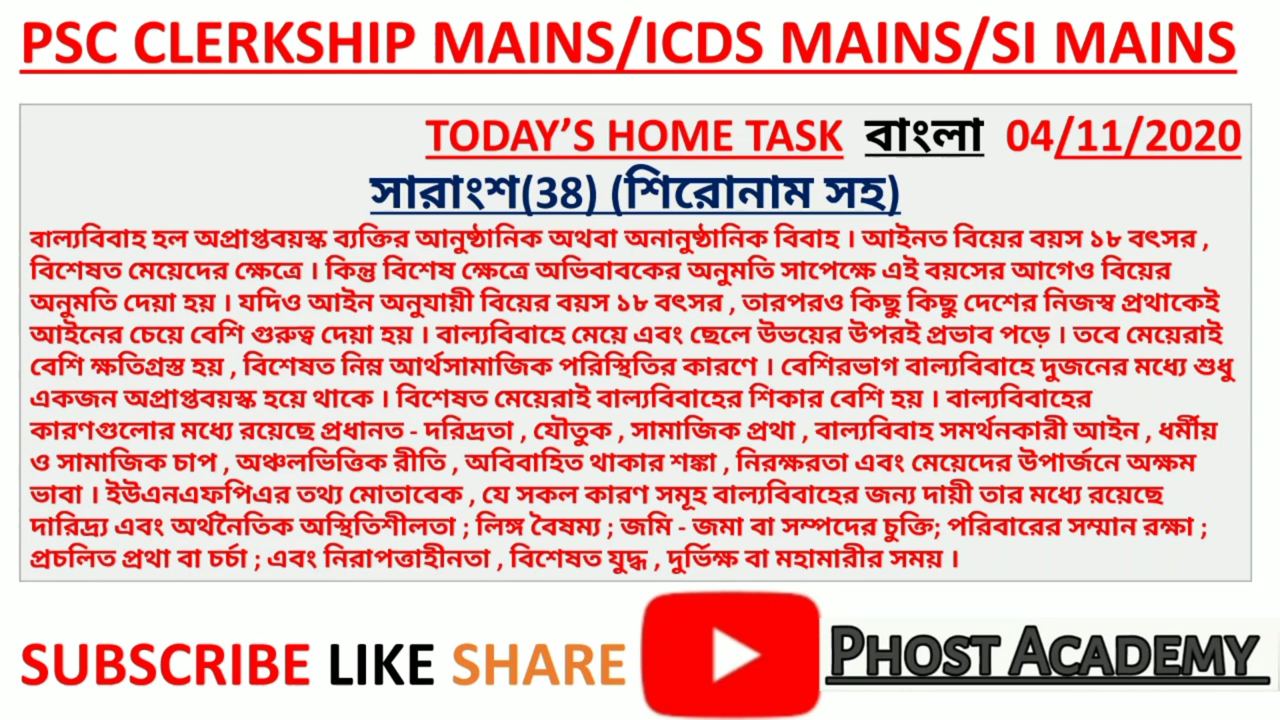 PSC CLERKSHIP MAINS/ICDS MAINS/SI MAINS
TODAY'S HOME TASK বাংলা 04/11/2020
সারাংশ(38) (শিরোনাম সহ)
বাল্যবিবাহ হল অপ্রাপ্তবয়স্ক ব্যক্তির আনুষ্ঠানিক অথবা অনানুষ্ঠানিক বিবাহ । আইনত বিয়ের বয়স ১৮ বৎসর ,
বিশেষত মেয়েদের ক্ষেত্রে । কিন্তু বিশেষ ক্ষেত্রে অভিবাবকের অনুমতি সাপেক্ষে এই বয়সের আগেও বিয়ের
অনুমতি দেয়া হয় । যদিও আইন অনুযায়ী বিয়ের বয়স ১৮ বৎসর , তারপরও কিছু কিছু দেশের নিজস্ব প্রথাকেই
আইনের চেয়ে বেশি গুরুত্ব দেয়া হয় । বাল্যবিবাহে মেয়ে এবং ছেলে উভয়ের উপরই প্রভাব পড়ে । তবে মেয়েরাই
বেশি ক্ষতিগ্রস্ত হয় , বিশেষত নিম্ন আর্থসামাজিক পরিস্থিতির কারণে । বেশিরভাগ বাল্যবিবাহে দুজনের মধ্যে শুধু
একজন অপ্রাপ্তবয়স্ক হয়ে থাকে । বিশেষত মেয়েরাই বাল্যবিবাহের শিকার বেশি হয় । বাল্যবিবাহের
কারণগুলোর মধ্যে রয়েছে প্রধানত - দরিদ্রতা , যৌতুক , সামাজিক প্রথা , বাল্যবিবাহ সমর্থনকারী আইন , ধর্মীয়
ও সামাজিক চাপ , অঞ্চলভিত্তিক রীতি , অবিবাহিত থাকার শঙ্কা , নিরক্ষরতা এবং মেয়েদের উপার্জনে অক্ষম
ভাবা । ইউএনএফপিএর তথ্য মোতাবেক , যে সকল কারণ সমূহ বাল্যবিবাহের জন্য দায়ী তার মধ্যে রয়েছে
দারিদ্র্য এবং অর্থনৈতিক অস্থিতিশীলতা ; লিঙ্গ বৈষম্য ; জমি - জমা বা সম্পদের চুক্তি; পরিবারের সম্মান রক্ষা ;
প্রচলিত প্রথা বা চর্চা ; এবং নিরাপত্তাহীনতা , বিশেষত যুদ্ধ , দুর্ভিক্ষ বা মহামারীর সময় ।
SUBSCRIBE LIKE SHARE
PHOST ACADEMY